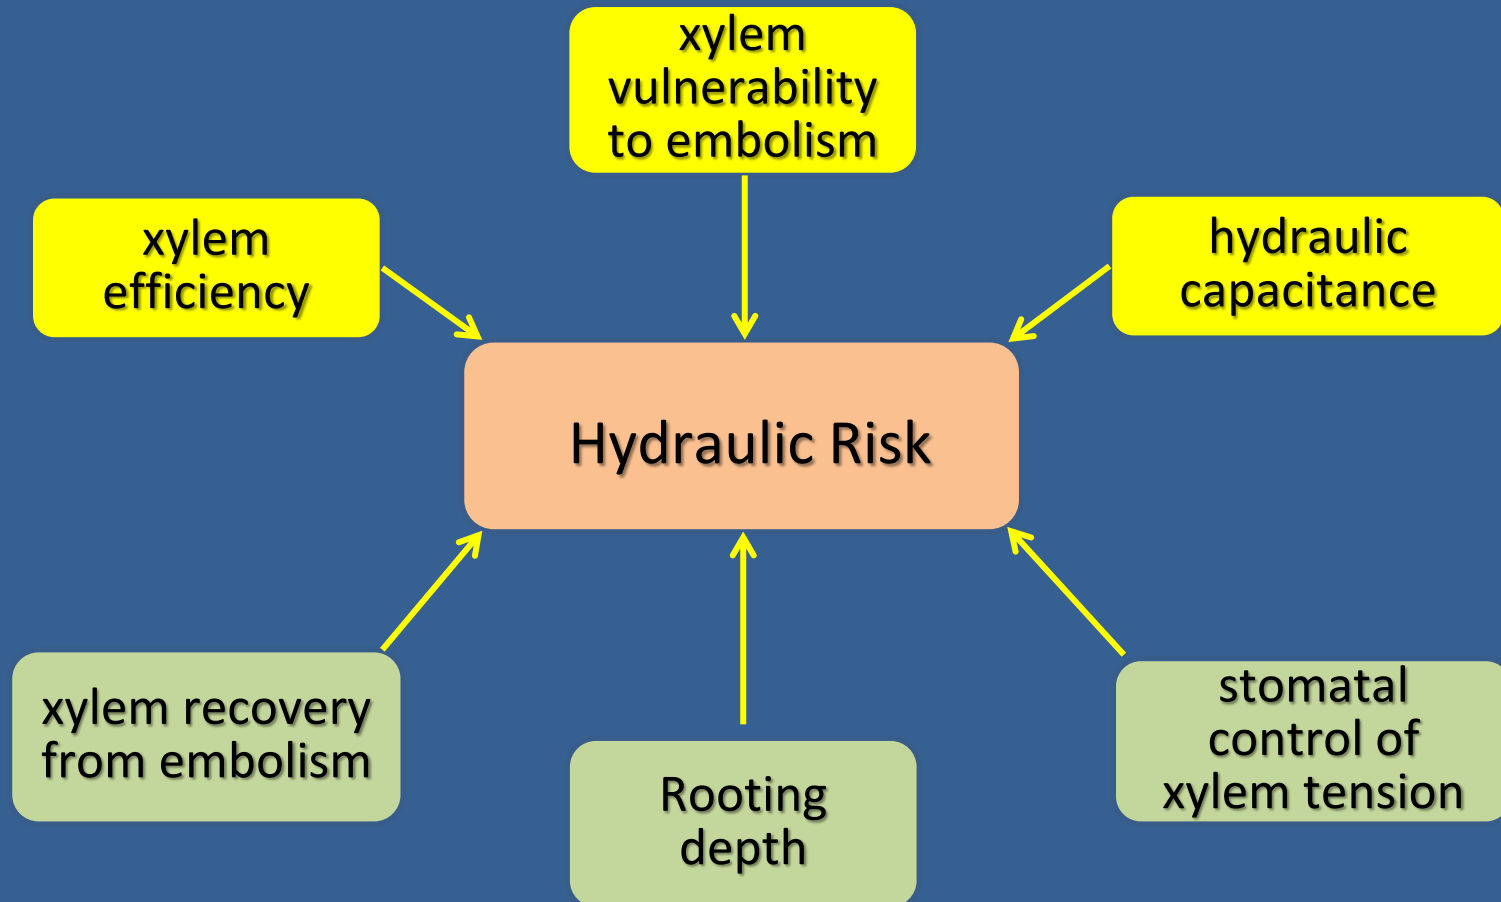 xylem
vulnerability
to embolism
xylem
efficiency
hydraulic
capacitance
Hydraulic Risk
xylem recovery
from embolism
Rooting
depth
stomatal
control of
xylem tension